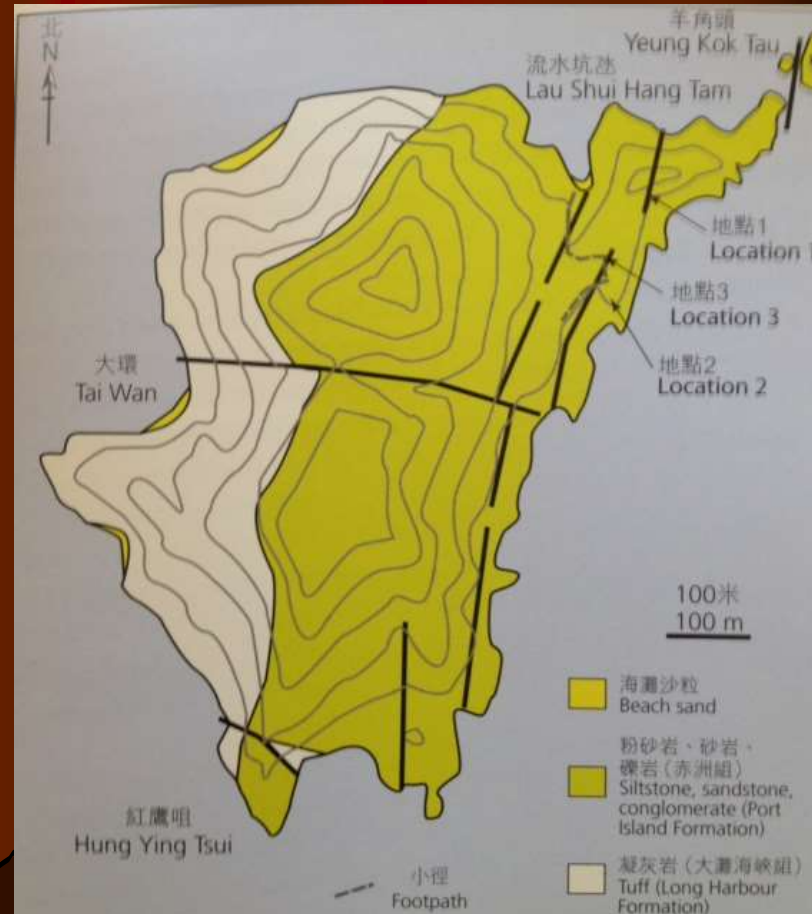 北
N
羊角頭
Yeung Kok Tau
流水坑氹
Lau Shui Hang Tam
地點1
Location
地點3
Location 3
地點2
Location 2
大環
Tai Wan
100米
100 m
海灘沙粒
Beach sand
粉砂岩、砂岩、
礫岩（赤洲組）
Siltstone, sandstone,
conglomerate (Port
Island Formation)
紅鷹咀
Hung Ying Tsui
小徑
Footpath
凝灰岩（大灘海峽組）
Tuff (Long Harbour
Formation)